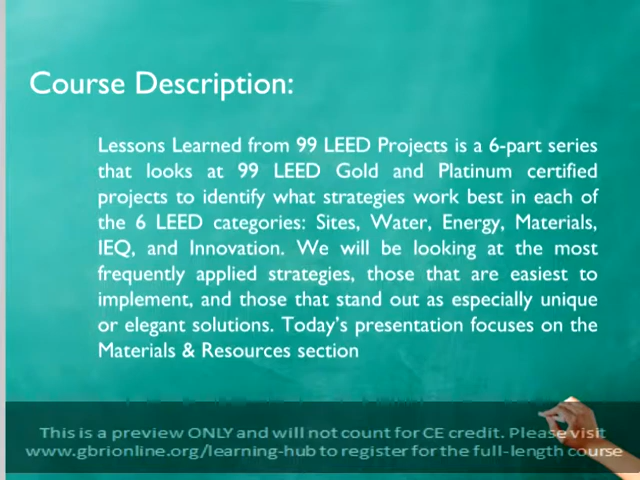 Course Description:
Lessons Learned from 99 LEED Projects is a 6-part series
that looks at 99 LEED Gold and Platinum certified
projects to identify what strategies work best in each of
the 6 LEED categories: Sites, Water, Energy, Materials,
IEQ, and Innovation. We will be looking at the most
frequently applied strategies, those that are easiest to
implement, and those that stand out as especially unique
or elegant solutions. Today's presentation focuses on the
Materials & Resources section
This is a preview ONLY and will not count for CE credit. Please visit
www.gbrionline.org/learning-hub to register for the full-length course